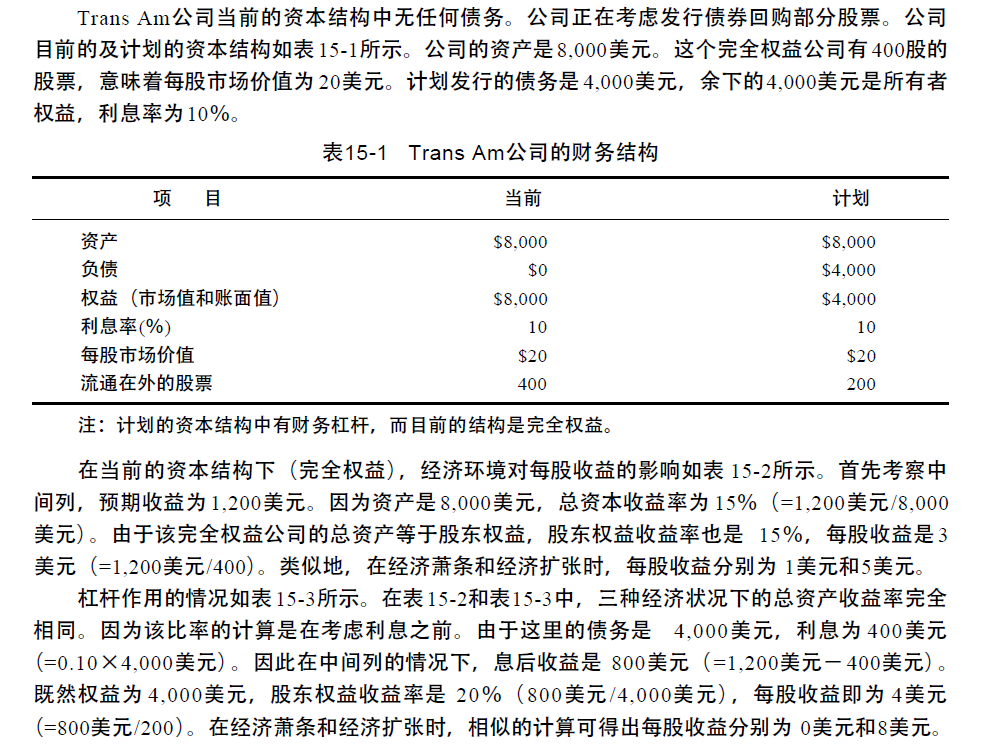 Trans Am公司当前的资本结构中无任何债务。公司正在考虑发行债券回购部分股票。公司
目前的及计划的资本结构如表15-1所示。公司的资产是8,000美元。这个完全权益公司有400股的
股票，意味着每股市场价值为20美元。计划发行的债务是4,000美元，余下的4,000美元是所有者
权益，利息率为10%。
表15-1 Trans Am公司的财务结构
项 目 当前 计划
资产 $8,000 $8,000
负债 $0 $4,000
权益（市场值和账面值） $8,000 $4,000
利息率(%) 10 10
每股市场价值 $20 $20
流通在外的股票 400 200
注：计划的资本结构中有财务杠杆，而目前的结构是完全权益。
在当前的资本结构下（完全权益），经济环境对每股收益的影响如表 15-2所示。首先考察中
间列，预期收益为1,200美元。因为资产是8,000美元，总资本收益率为15%（=1,200美元/8,000
美元）。由于该完全权益公司的总资产等于股东权益，股东权益收益率也是 15%，每股收益是3
美元（=1,200美元/400）。类似地，在经济萧条和经济扩张时，每股收益分别为 1美元和5美元。
杠杆作用的情况如表15-3所示。在表15-2和表15-3中，三种经济状况下的总资产收益率完全
相同。因为该比率的计算是在考虑利息之前。由于这里的债务是 4,000美元，利息为400美元
(=0.10×4,000美元）。因此在中间列的情况下，息后收益是 800美元（=1,200美元－400美元）。
既然权益为4,000美元，股东权益收益率是 20%（800美元/4,000美元），每股收益即为 4美元
(=800美元/200）。在经济萧条和经济扩张时，相似的计算可得出每股收益分别为 0美元和8美元。